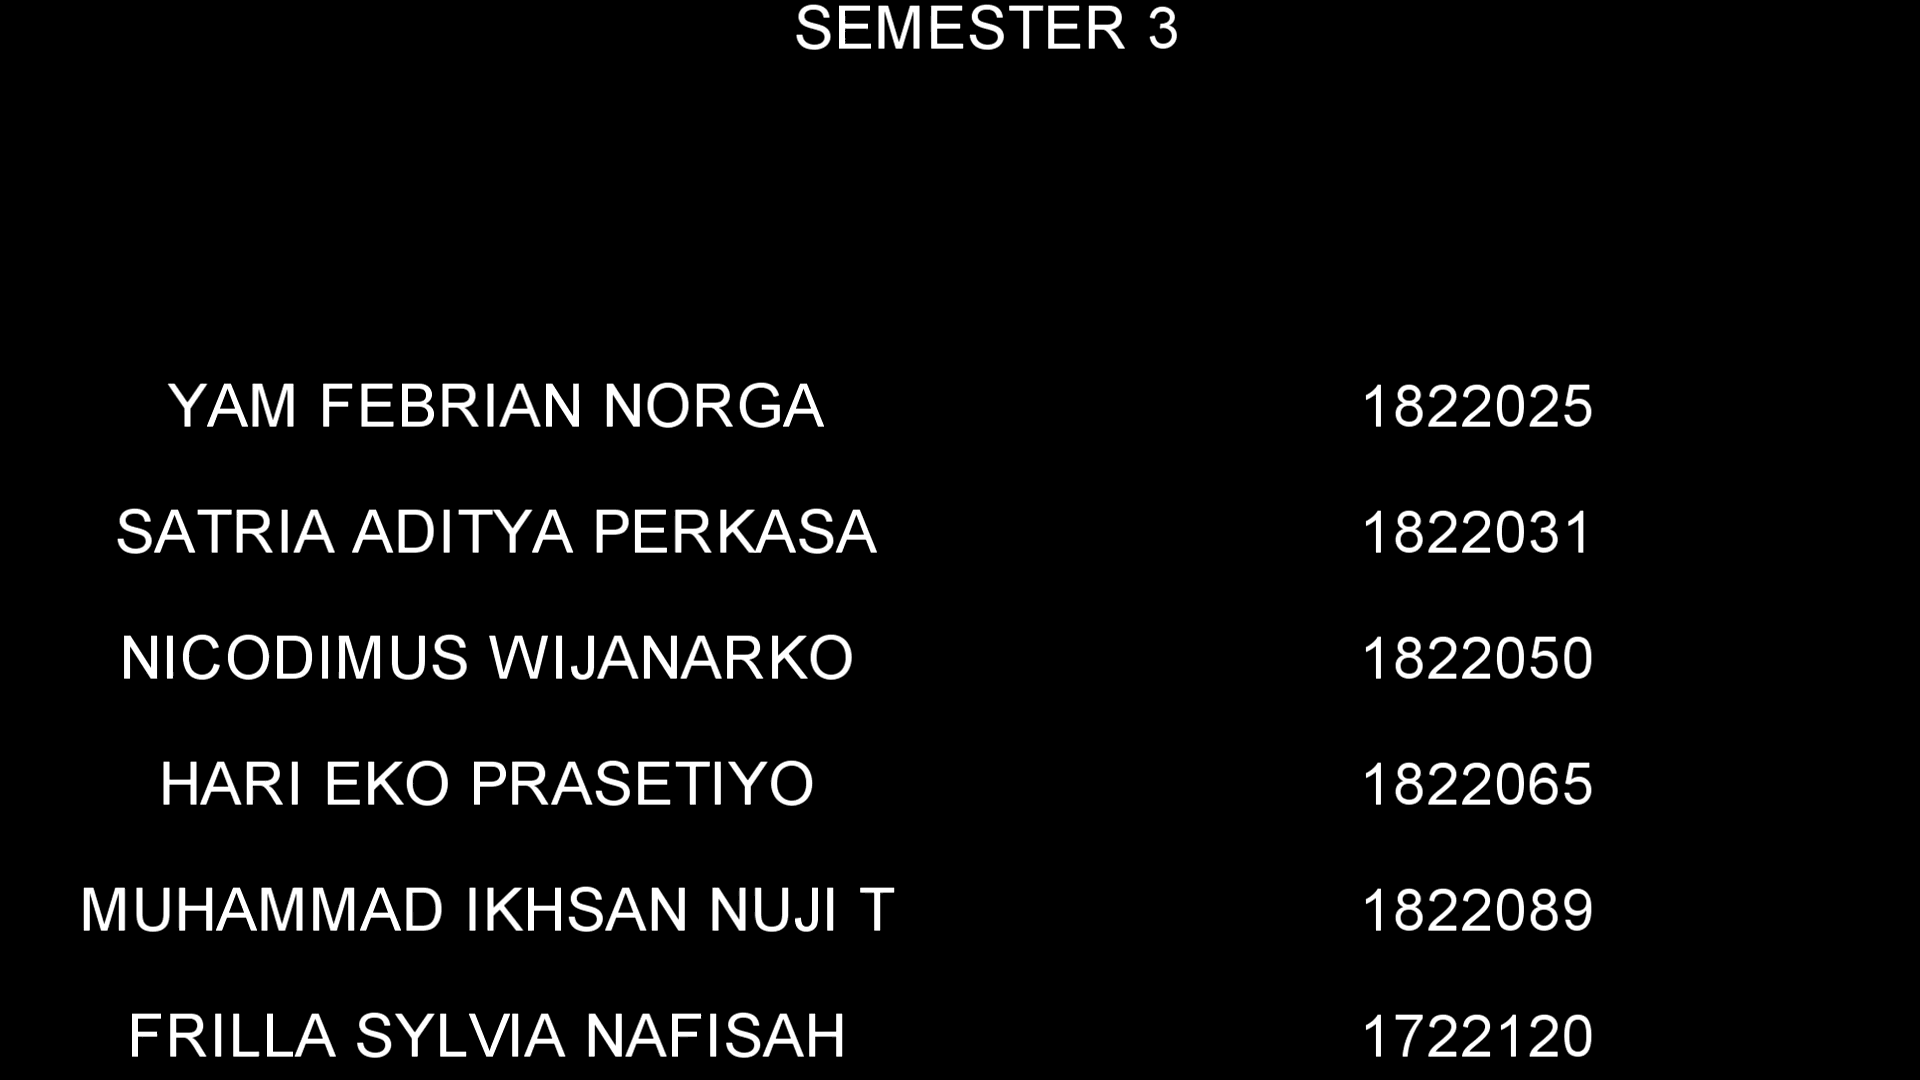 SEMESTER 3
YAM FEBRIAN NORGA 1822025
SATRIA ADITYA PERKASA 1822031
NICODIMUS WIJANARKO 1822050
HARI EKO PRASETIYO 1822065
MUHAMMAD IKHSAN NUJI T 1822089
FRILLA SYLVIA NAFISAH 1722120